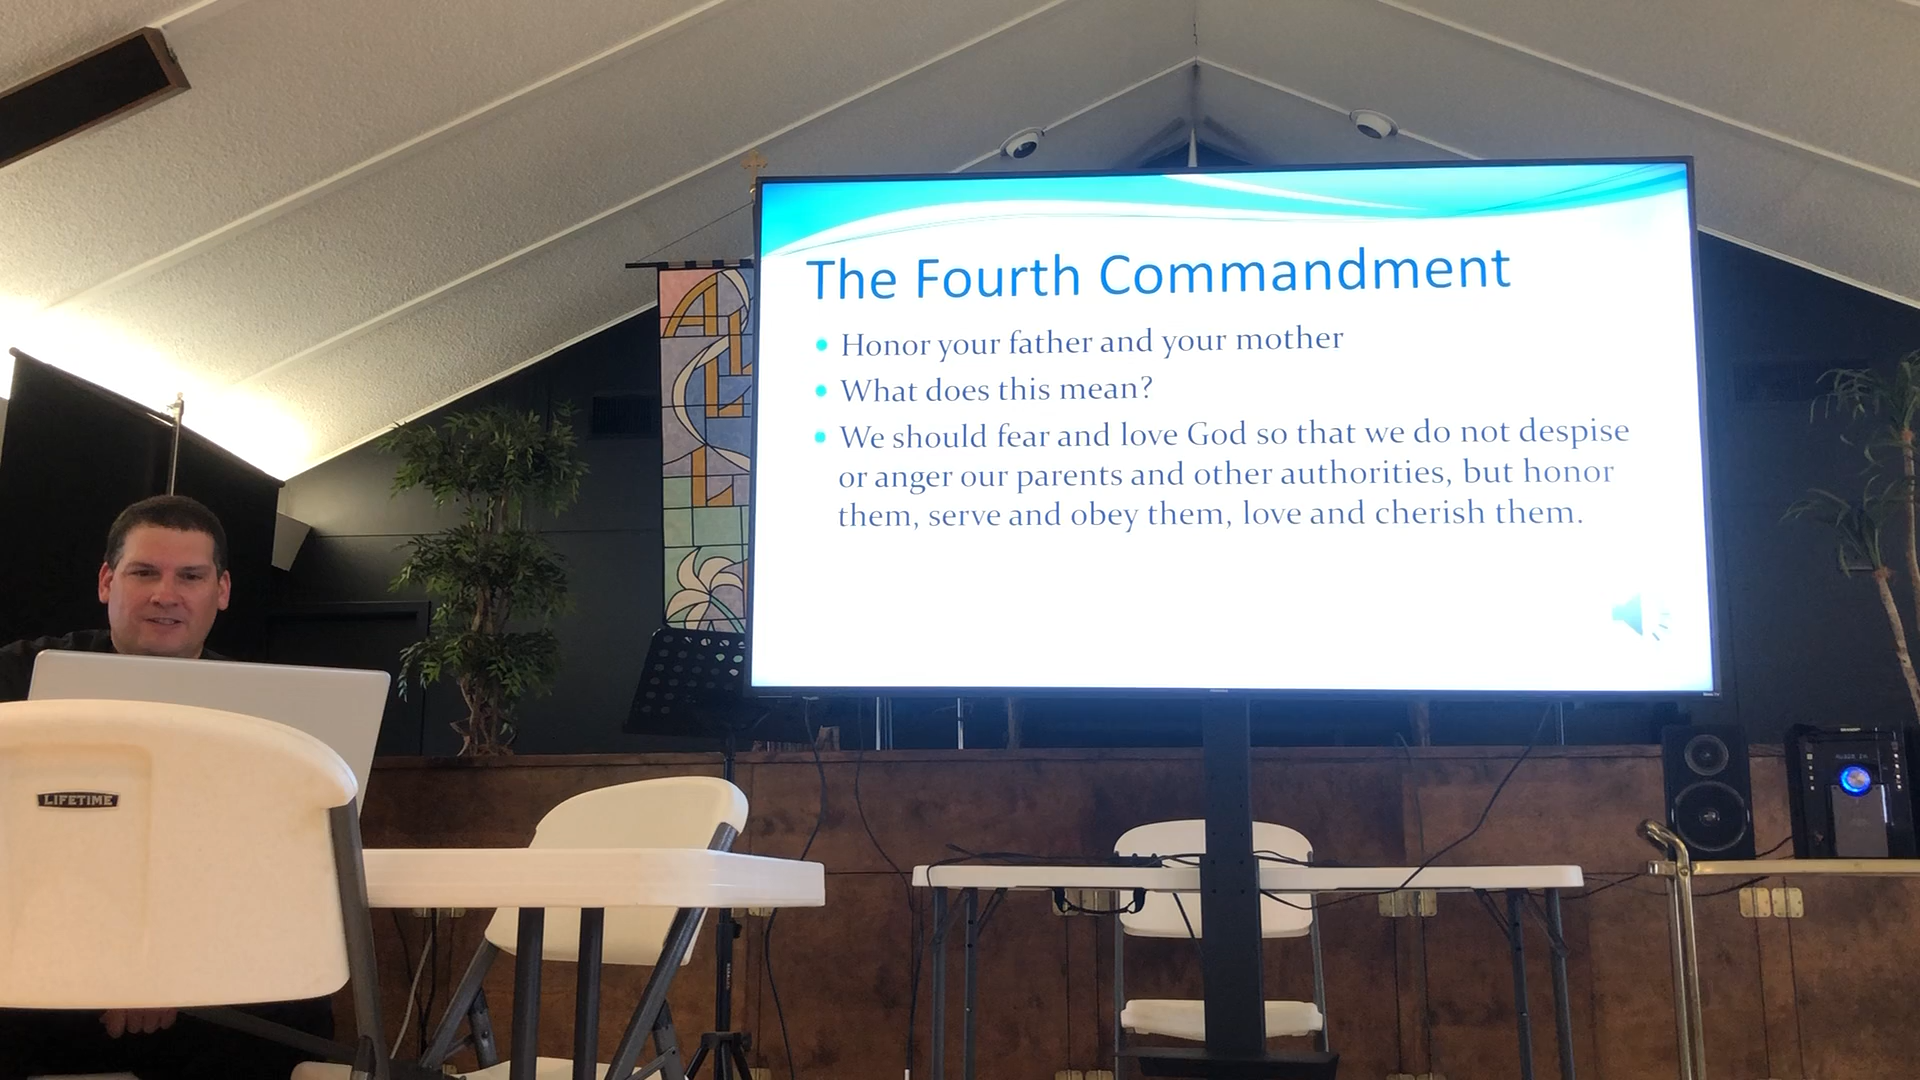 The Fourth Commandment
Honor your father and your mother
What does this mean?
We should fear and love God so that we do not despise
or anger our parents and other authorities, but honor
them, serve and obey them, love and cherish them.
ALL
LIFETIME